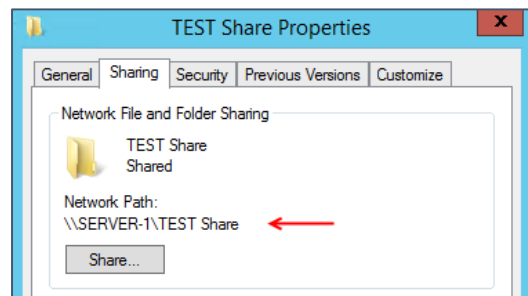 TEST Share Properties
X
General Sharing Security Previous Versions Customize
Network File and Folder Sharing
TEST Share
Shared
Network Path:
\\SERVER-1\TEST Share
Share...